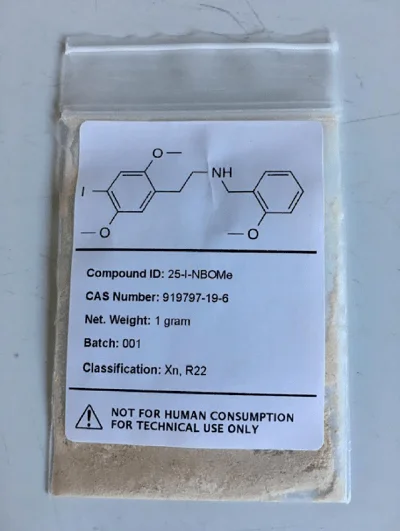 O
NH
I
O
O
Compound ID: 25-I-NBOMe
CAS Number: 919797-19-6
Net. Weight: 1 gram
Batch: 001
Classification: Xn, R22
NOT FOR HUMAN CONSUMPTION
FOR TECHNICAL USE ONLY